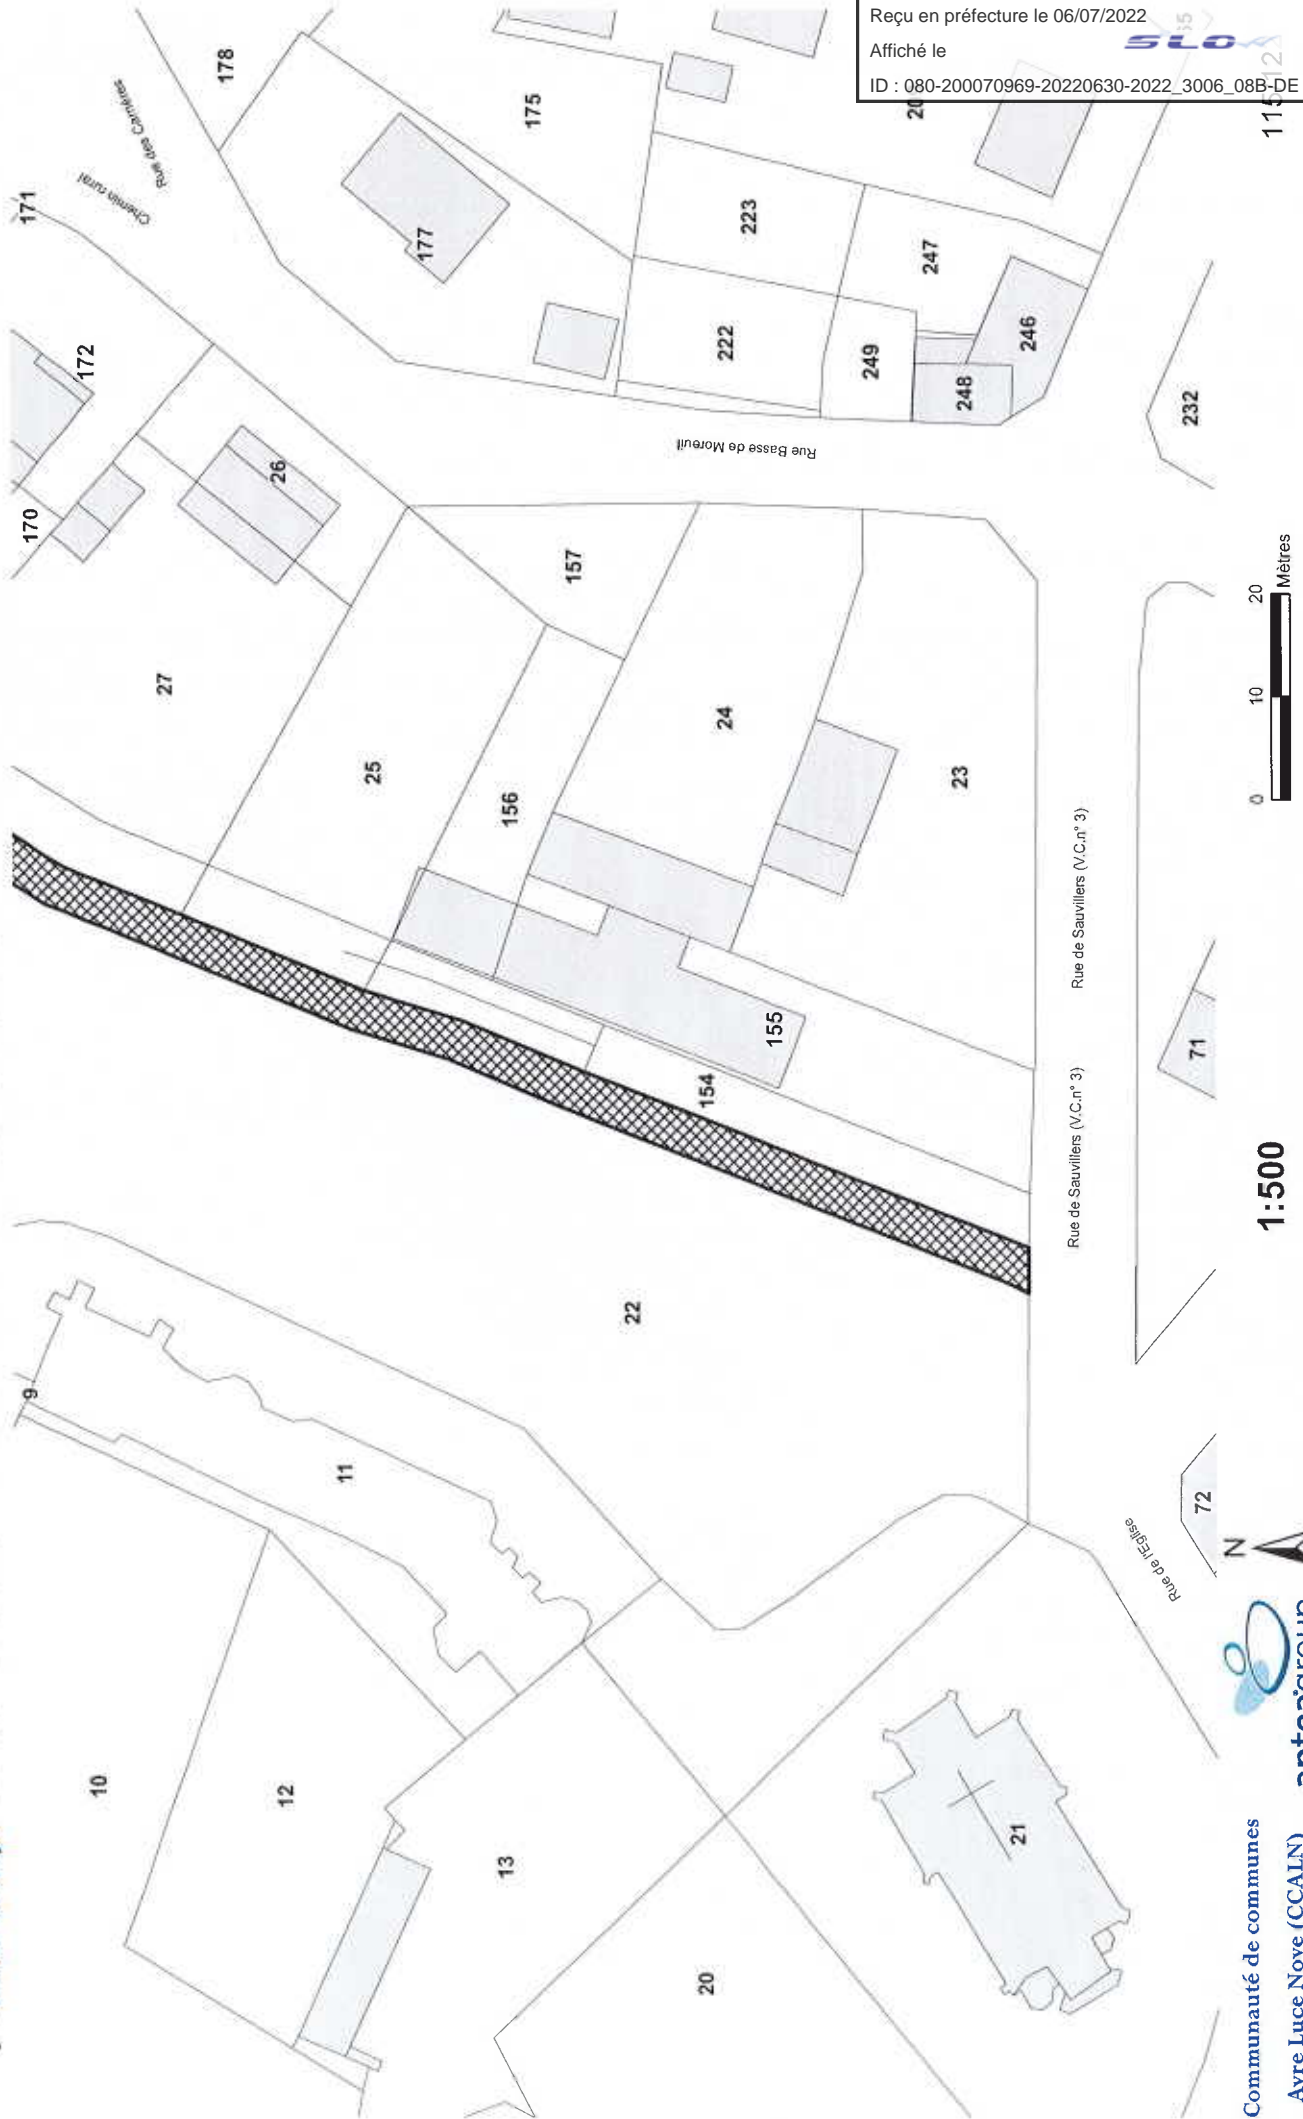 Reçu en préfecture le 06/07/2022
Affiché le
SLO
ID : 080-200070969-20220630-2022_3006_08B-DE
171
Chemin rural
Rue des Carrières
178
172
170
177
175
26
27
223
222
247
249
246
248
232
Rue Basse de Moreuil
157
25
156
24
23
155
154
Rue de Sauvillers (V.C.n° 3)
Rue de Sauvillers (V.C.n° 3)
71
22
9
11
10
12
13
20
21
72
Rue de l'Eglise
0
10
20
Mètres
1:500
N
Communauté de communes
Avre Luce Noye (CCALN)